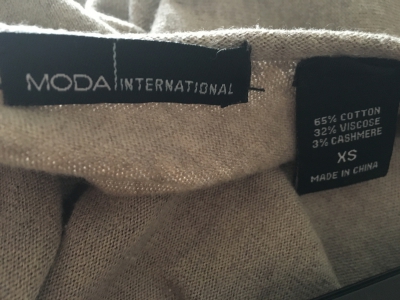 MODA INTERNATIONAL
65% COTTON
32% VISCOSE
3% CASHMERE
XS
MADE IN CHINA